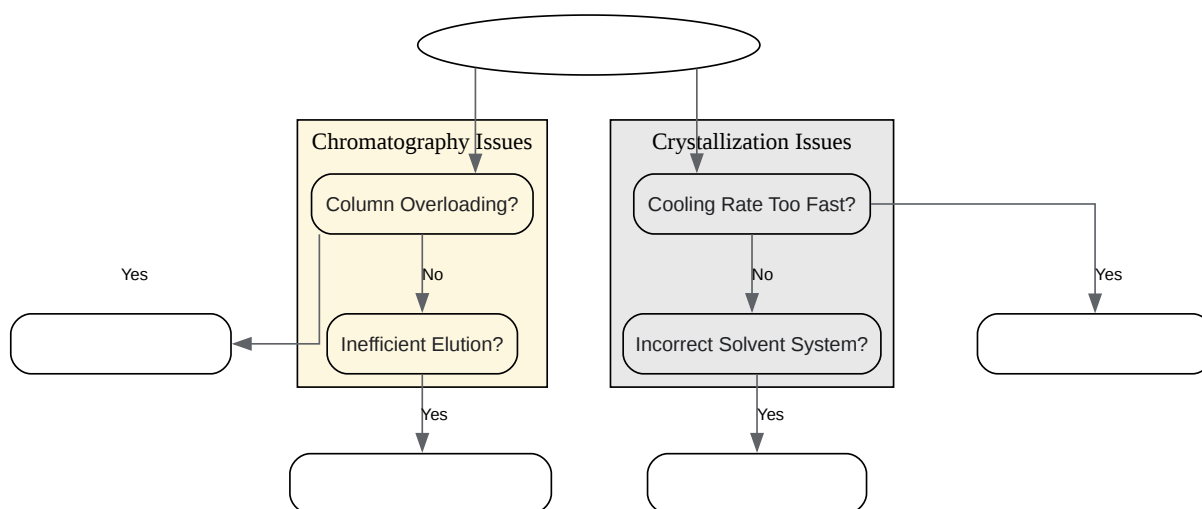 Chromatography Issues
Crystallization Issues
Column Overloading?
Cooling Rate Too Fast?
Yes
No
No
Yes
Inefficient Elution?
Incorrect Solvent System?
Yes
Yes